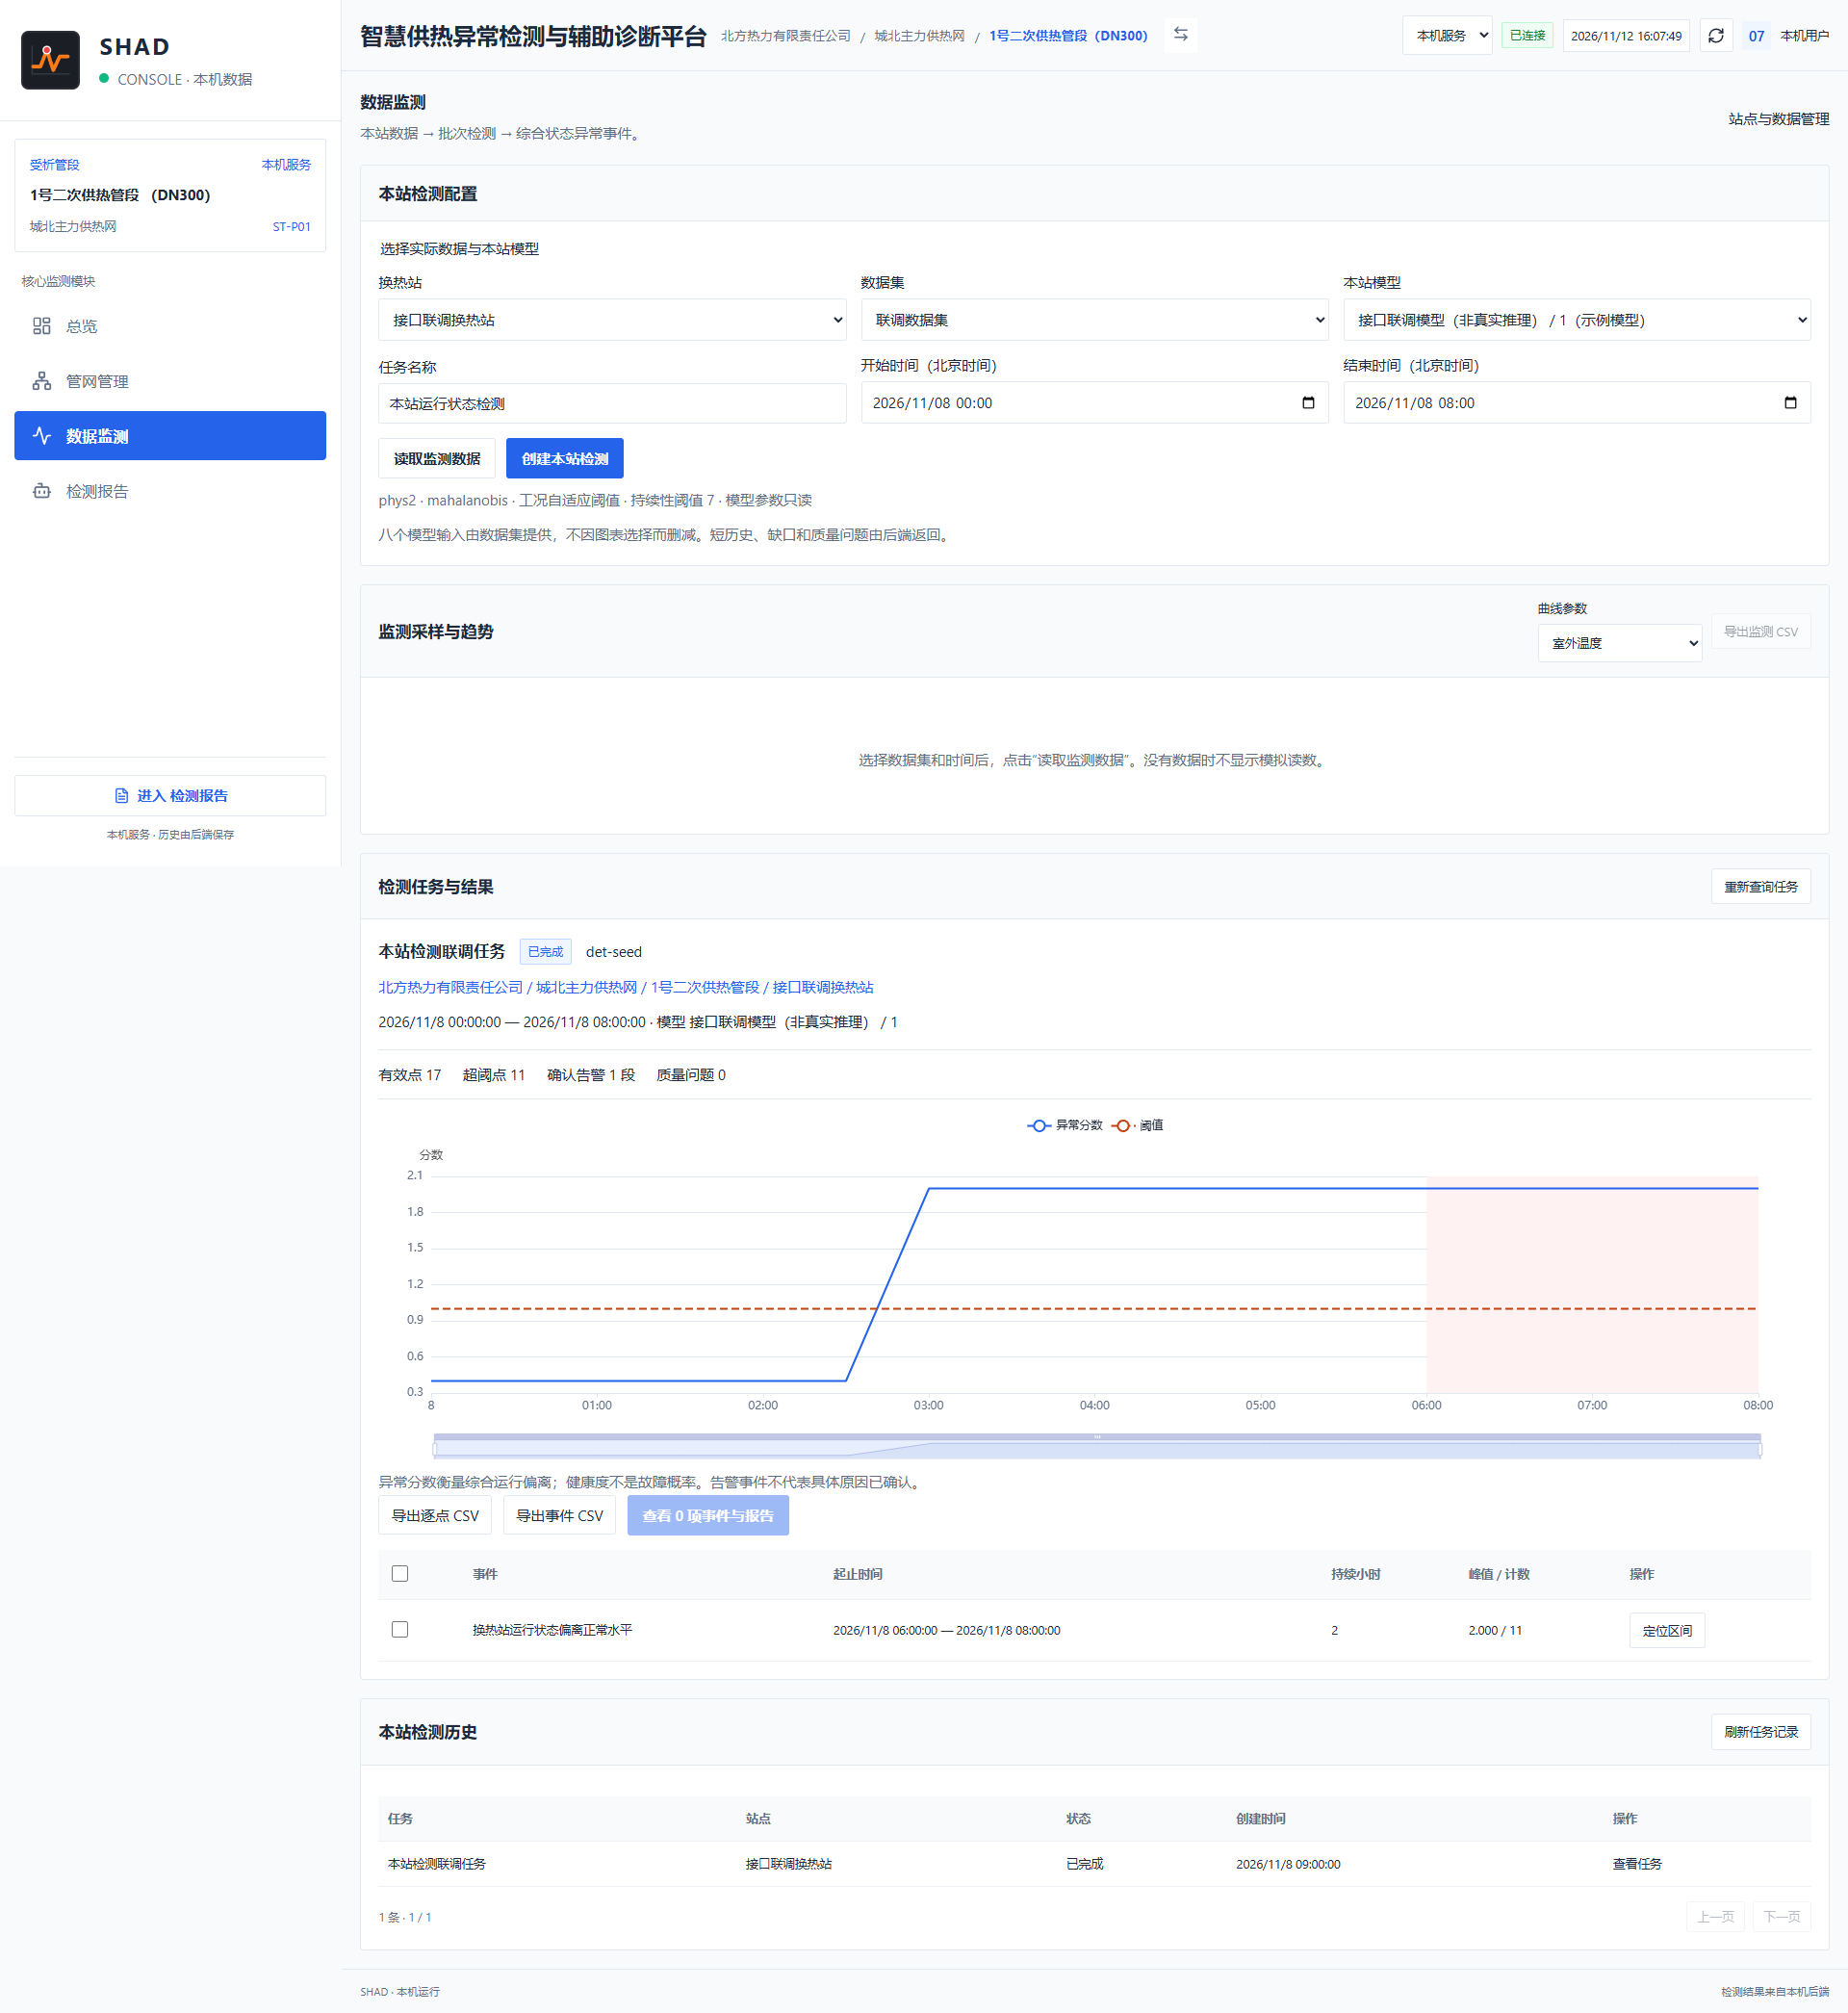 SHAD
CONSOLE · 本机数据
受析管段 本机服务
1号二次供热管段 （DN300）
城北主力供热网 ST-P01
核心监测模块
总览
管网管理
数据监测
检测报告
进入 检测报告
本机服务 · 历史由后端保存
智慧供热异常检测与辅助诊断平台 北方热力有限责任公司 / 城北主力供热网 / 1号二次供热管段（DN300） 本机服务 已连接 2026/11/12 16:07:49 07 本机用户
数据监测
本站数据 → 批次检测 → 综合状态异常事件。
站点与数据管理
本站检测配置
选择实际数据与本站模型
换热站 数据集 本站模型
接口联调换热站 联调数据集 接口联调模型（非真实推理） / 1（示例模型）
任务名称 开始时间（北京时间） 结束时间（北京时间）
本站运行状态检测 2026/11/08 00:00 2026/11/08 08:00
读取监测数据 创建本站检测
phys2 · mahalanobis · 工况自适应阈值 · 持续性阈值 7 · 模型参数只读
八个模型输入由数据集提供，不因图表选择而删减。短历史、缺口和质量问题由后端返回。
监测采样与趋势
曲线参数
室外温度 导出监测 CSV
选择数据集和时间后，点击“读取监测数据”。没有数据时不显示模拟读数。
检测任务与结果 重新查询任务
本站检测联调任务 已完成 det-seed
北方热力有限责任公司 / 城北主力供热网 / 1号二次供热管段 / 接口联调换热站
2026/11/8 00:00:00 — 2026/11/8 08:00:00 · 模型 接口联调模型（非真实推理） / 1
有效点 17 超阈点 11 确认告警 1 段 质量问题 0
异常分数 阈值
分数
2.1
1.8
1.5
1.2
0.9
0.6
0.3
8 01:00 02:00 03:00 04:00 05:00 06:00 07:00 08:00
异常分数衡量综合运行偏离；健康度不是故障概率。告警事件不代表具体原因已确认。
导出逐点 CSV 导出事件 CSV 查看 0 项事件与报告
事件 起止时间 持续小时 峰值 / 计数 操作
换热站运行状态偏离正常水平 2026/11/8 06:00:00 — 2026/11/8 08:00:00 2 2.000 / 11 定位区间
本站检测历史 刷新任务记录
任务 站点 状态 创建时间 操作
本站检测联调任务 接口联调换热站 已完成 2026/11/8 09:00:00 查看任务
1 条 · 1 / 1 上一页 下一页
SHAD · 本机运行 检测结果来自本机后端